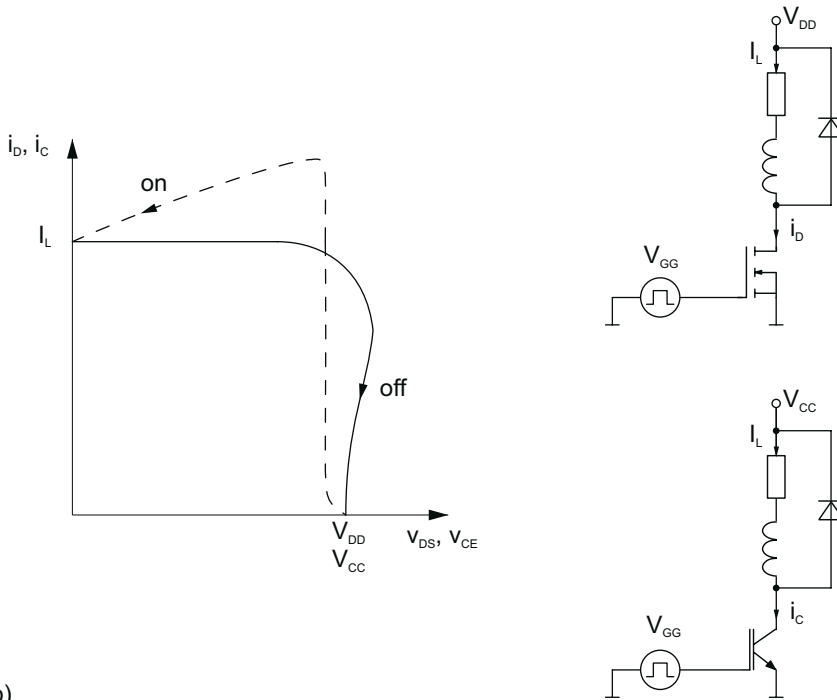 i_D, i_C
on
I_L
off
V_DD
V_CC
v_DS, v_CE
V_DD
I_L
i_D
V_GG
V_CC
I_L
i_C
V_GG